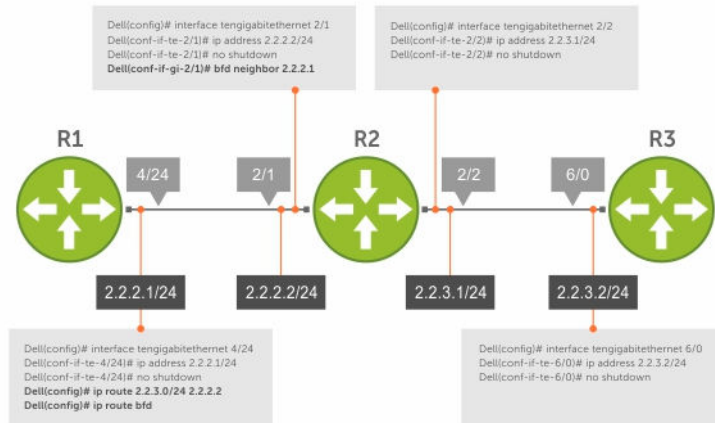 Dell(config)# interface tengigabitethernet 2/1
Dell(conf-if-te-2/1)# ip address 2.2.2.2/24
Dell(conf-if-te-2/1)# no shutdown
Dell(conf-if-gi-2/1)# bfd neighbor 2.2.2.1
Dell(config)# interface tengigabitethernet 2/2
Dell(conf-if-te-2/2)# ip address 2.2.3.1/24
Dell(conf-if-te-2/2)# no shutdown
R1
R2
R3
4/24
2/1
2/2
6/0
2.2.2.1/24
2.2.2.2/24
2.2.3.1/24
2.2.3.2/24
Dell(config)# interface tengigabitethernet 4/24
Dell(conf-if-te-4/24)# ip address 2.2.2.1/24
Dell(conf-if-te-4/24)# no shutdown
Dell(config)# ip route 2.2.3.0/24 2.2.2.2
Dell(config)# ip route bfd
Dell(config)# interface tengigabitethernet 6/0
Dell(conf-if-te-6/0)# ip address 2.2.3.2/24
Dell(conf-if-te-6/0)# no shutdown